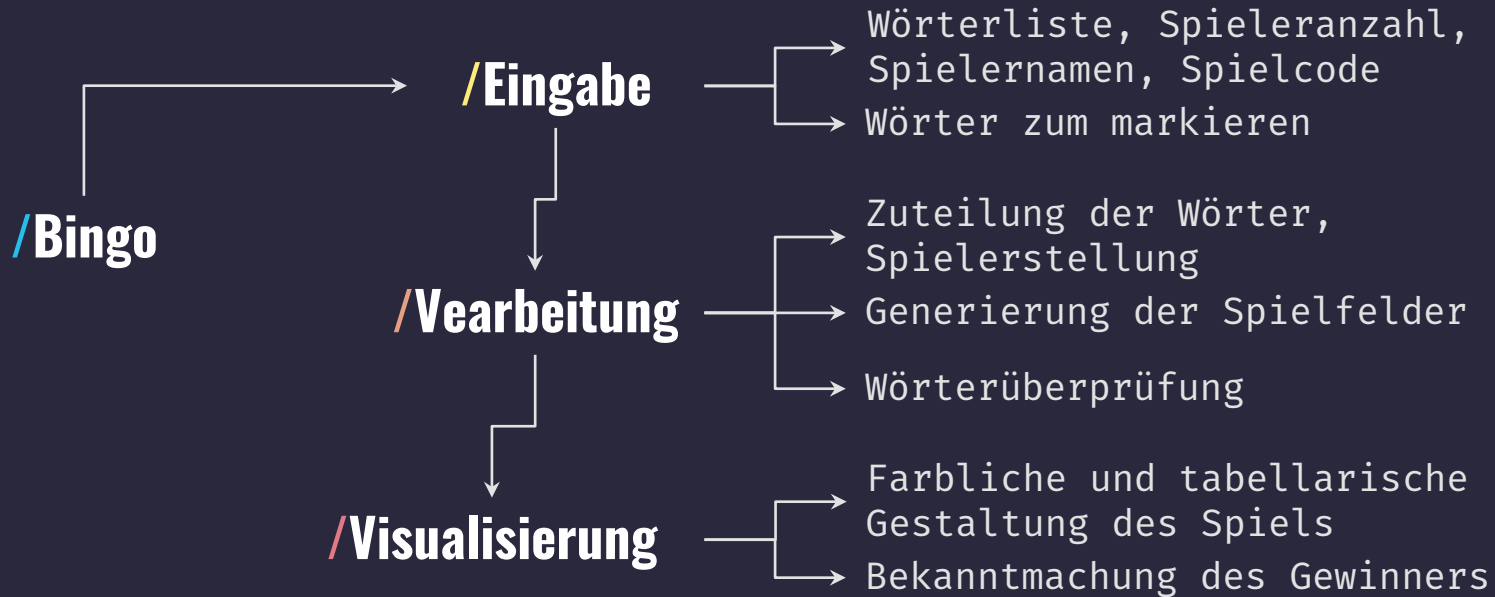 /Bingo
/Eingabe
Wörterliste, Spieleranzahl,
Spielernamen, Spielcode
Wörter zum markieren
/Vearbeitung
Zuteilung der Wörter,
Spielerstellung
Generierung der Spielfelder
Wörterüberprüfung
/Visualisierung
Farbliche und tabellarische
Gestaltung des Spiels
Bekanntmachung des Gewinners